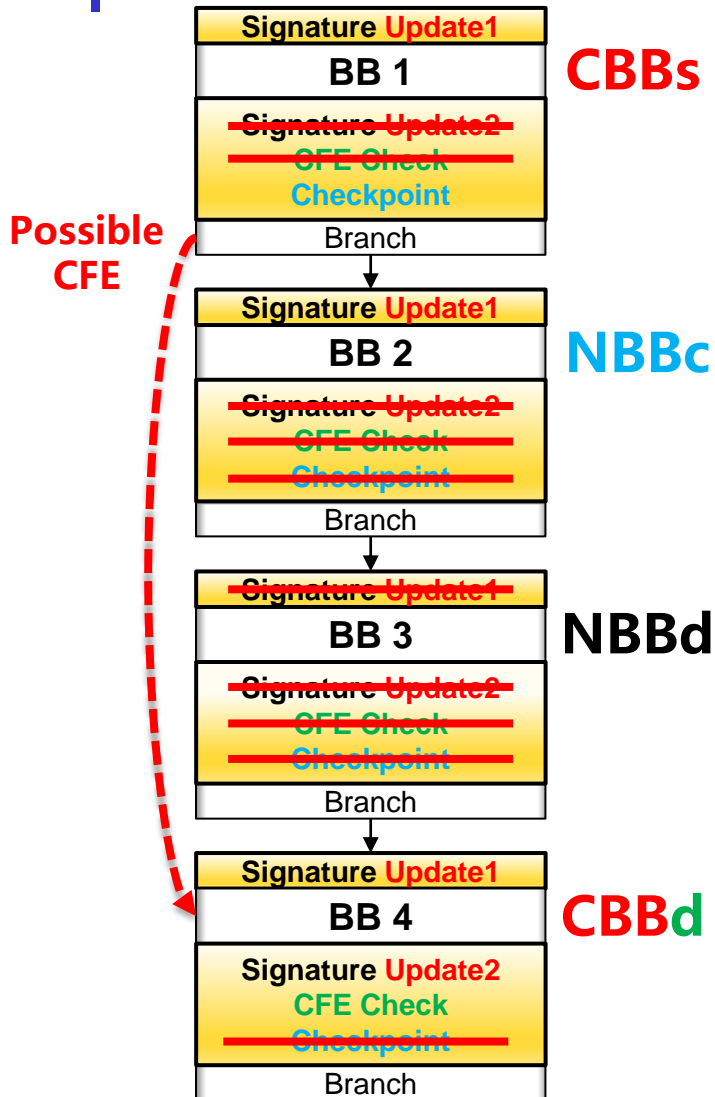 Signature Update1
BB 1
CBBs
Signature Update2
CFE Check
Checkpoint
Branch
Possible
CFE
Signature Update1
BB 2
NBBc
Signature Update2
CFE Check
Checkpoint
Branch
Signature Update1
BB 3
NBBd
Signature Update2
CFE Check
Checkpoint
Branch
Signature Update1
BB 4
CBBd
Signature Update2
CFE Check
Checkpoint
Branch